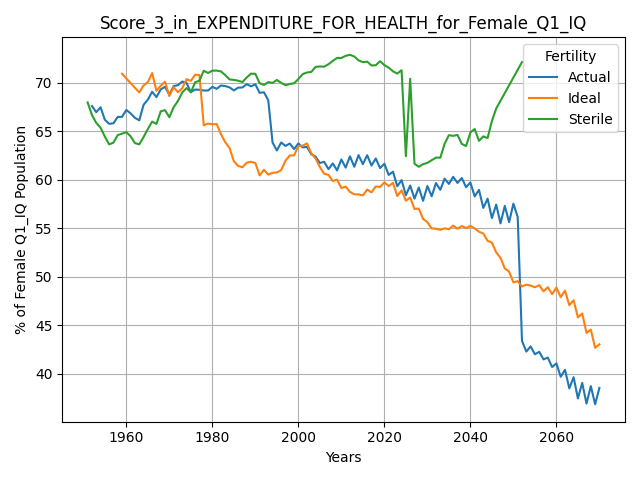 Score_3_in_EXPENDITURE_FOR_HEALTH_for_Female_Q1_IQ
% of Female Q1_IQ Population
70
65
60
55
50
45
40
1960
1980
2000
2020
2040
2060
Years
Fertility
Actual
Ideal
Sterile